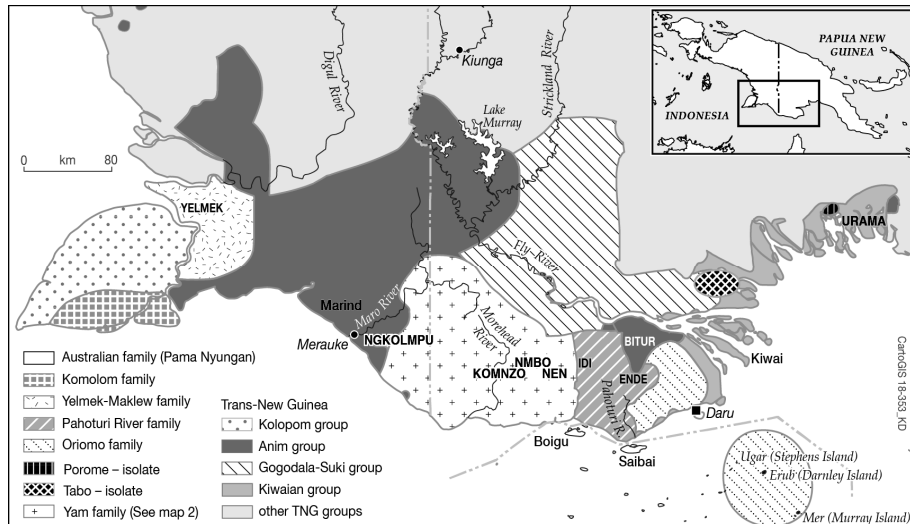 PAPUA NEW
GUINEA
INDONESIA
Kiunga
Digul River
Strickland River
Lake
Murray
0 km 80
YELMEK
URAMA
Fly River
Marind
Maro River
Merauke
NGKOLMPU
Morehead
River
NMBO
KOMNZO
NEN
IDI
BITUR
ENDE
Pahoturi R.
Kiwai
Daru
Boigu
Saibai
Ugar (Stephens Island)
Erub (Darnley Island)
Mer (Murray Island)
Australian family (Pama Nyungan)
Komolom family
Yelmek-Maklew family
Pahoturi River family
Oriomo family
Porome – isolate
Tabo – isolate
Yam family (See map 2)
Trans-New Guinea
Kolopom group
Anim group
Gogodala-Suki group
Kiwaian group
other TNG groups
CartoGIS 18-353_KD